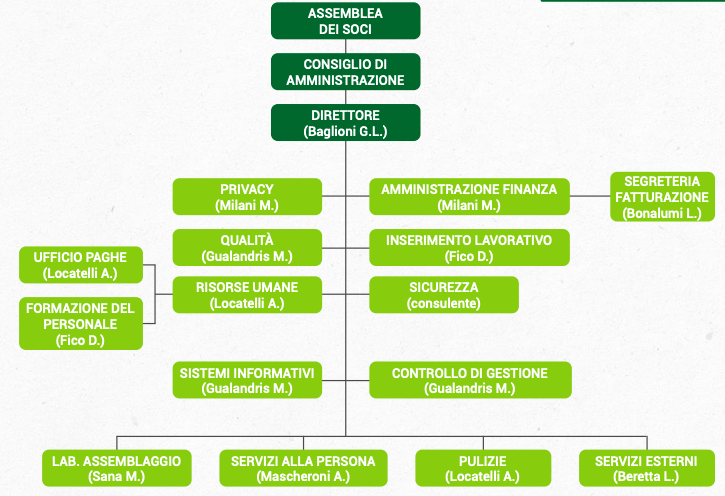 ASSEMBLEA
DEI SOCI
CONSIGLIO DI
AMMINISTRAZIONE
DIRETTORE
(Baglioni G.L.)
PRIVACY
(Milani M.)
AMMINISTRAZIONE FINANZA
(Milani M.)
SEGRETERIA
FATTURAZIONE
(Bonalumi L.)
QUALITÀ
(Gualandris M.)
INSERIMENTO LAVORATIVO
(Fico D.)
UFFICIO PAGHE
(Locatelli A.)
RISORSE UMANE
(Locatelli A.)
SICUREZZA
(consulente)
FORMAZIONE DEL
PERSONALE
(Fico D.)
SISTEMI INFORMATIVI
(Gualandris M.)
CONTROLLO DI GESTIONE
(Gualandris M.)
LAB. ASSEMBLAGGIO
(Sana M.)
SERVIZI ALLA PERSONA
(Mascheroni A.)
PULIZIE
(Locatelli A.)
SERVIZI ESTERNI
(Beretta L.)